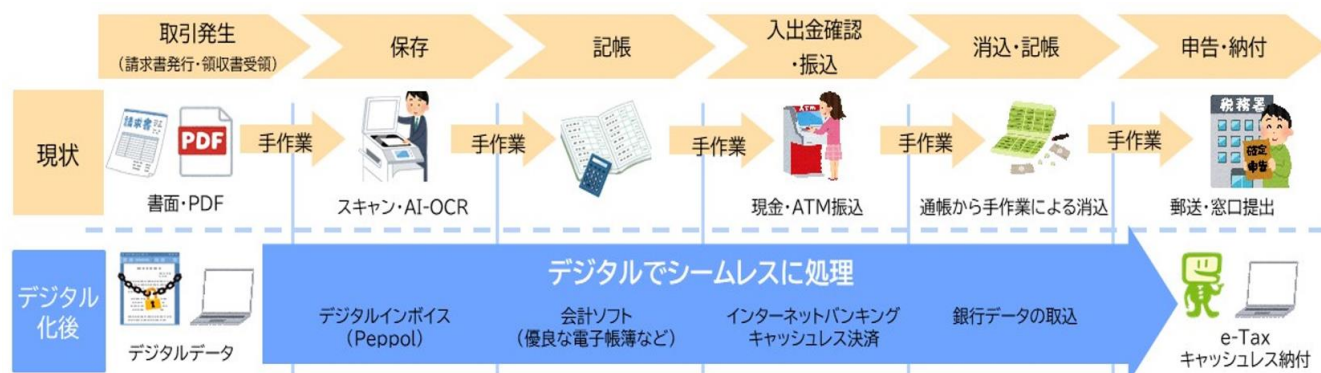 取引発生
(請求書発行・領収書受領)
保存
記帳
入出金確認
・振込
消込・記帳
申告・納付
現状
請求書
PDF
手作業
手作業
手作業
ATM
手作業
手作業
税務署
確定
申告
書面・PDF
スキャン・AI-OCR
現金・ATM振込
通帳から手作業による消込
郵送・窓口提出
デジタル
化後
デジタルデータ
デジタルでシームレスに処理
デジタルインボイス
(Peppol)
会計ソフト
(優良な電子帳簿など)
インターネットバンキング
キャッシュレス決済
銀行データの取込
e-Tax
キャッシュレス納付